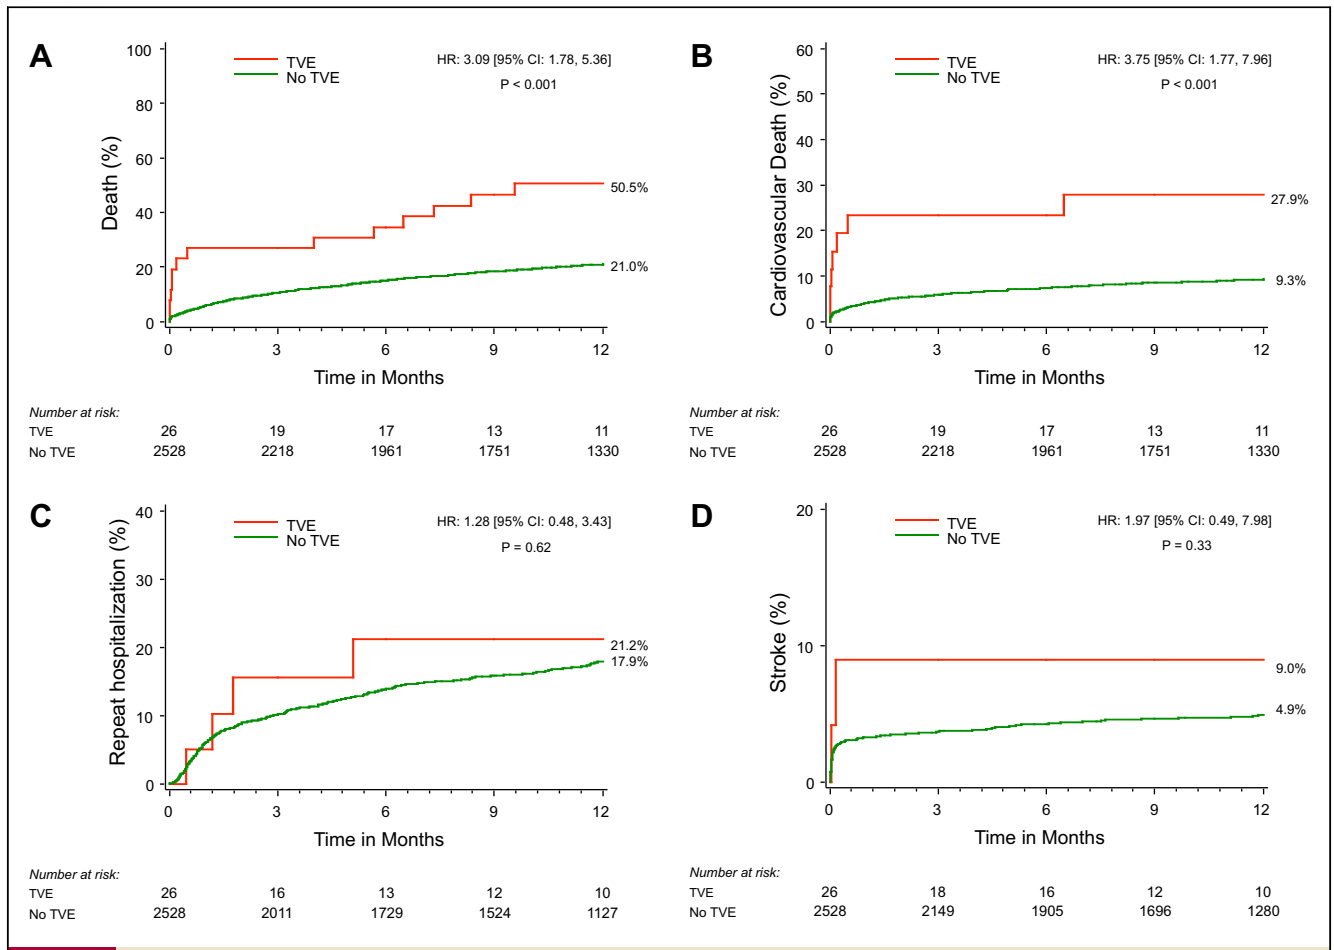 A
TVE
No TVE
HR: 3.09 [95% CI: 1.78, 5.36]
P < 0.001
Death (%)
100
80
60
40
20
0
50.5%
21.0%
0 3 6 9 12
Time in Months
Number at risk:
TVE 26 19 17 13 11
No TVE 2528 2218 1961 1751 1330
B
TVE
No TVE
HR: 3.75 [95% CI: 1.77, 7.96]
P < 0.001
Cardiovascular Death (%)
60
50
40
30
20
10
0
27.9%
9.3%
0 3 6 9 12
Time in Months
Number at risk:
TVE 26 19 17 13 11
No TVE 2528 2218 1961 1751 1330
C
TVE
No TVE
HR: 1.28 [95% CI: 0.48, 3.43]
P = 0.62
Repeat hospitalization (%)
40
30
20
10
0
21.2%
17.9%
0 3 6 9 12
Time in Months
Number at risk:
TVE 26 16 13 12 10
No TVE 2528 2011 1729 1524 1127
D
TVE
No TVE
HR: 1.97 [95% CI: 0.49, 7.98]
P = 0.33
Stroke (%)
20
10
0
9.0%
4.9%
0 3 6 9 12
Time in Months
Number at risk:
TVE 26 18 16 12 10
No TVE 2528 2149 1905 1696 1280